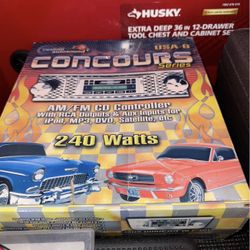 HUSKY
EXTRA DEEP 36 IN 12-DRAWER
TOOL CHEST AND CABINET SET
USA-6
CONCOURS
Series
AM/FM CD Controller
With RCA Outputs & Aux Inputs for
iPod, MP3, DVD, Satellite, etc
240 Watts